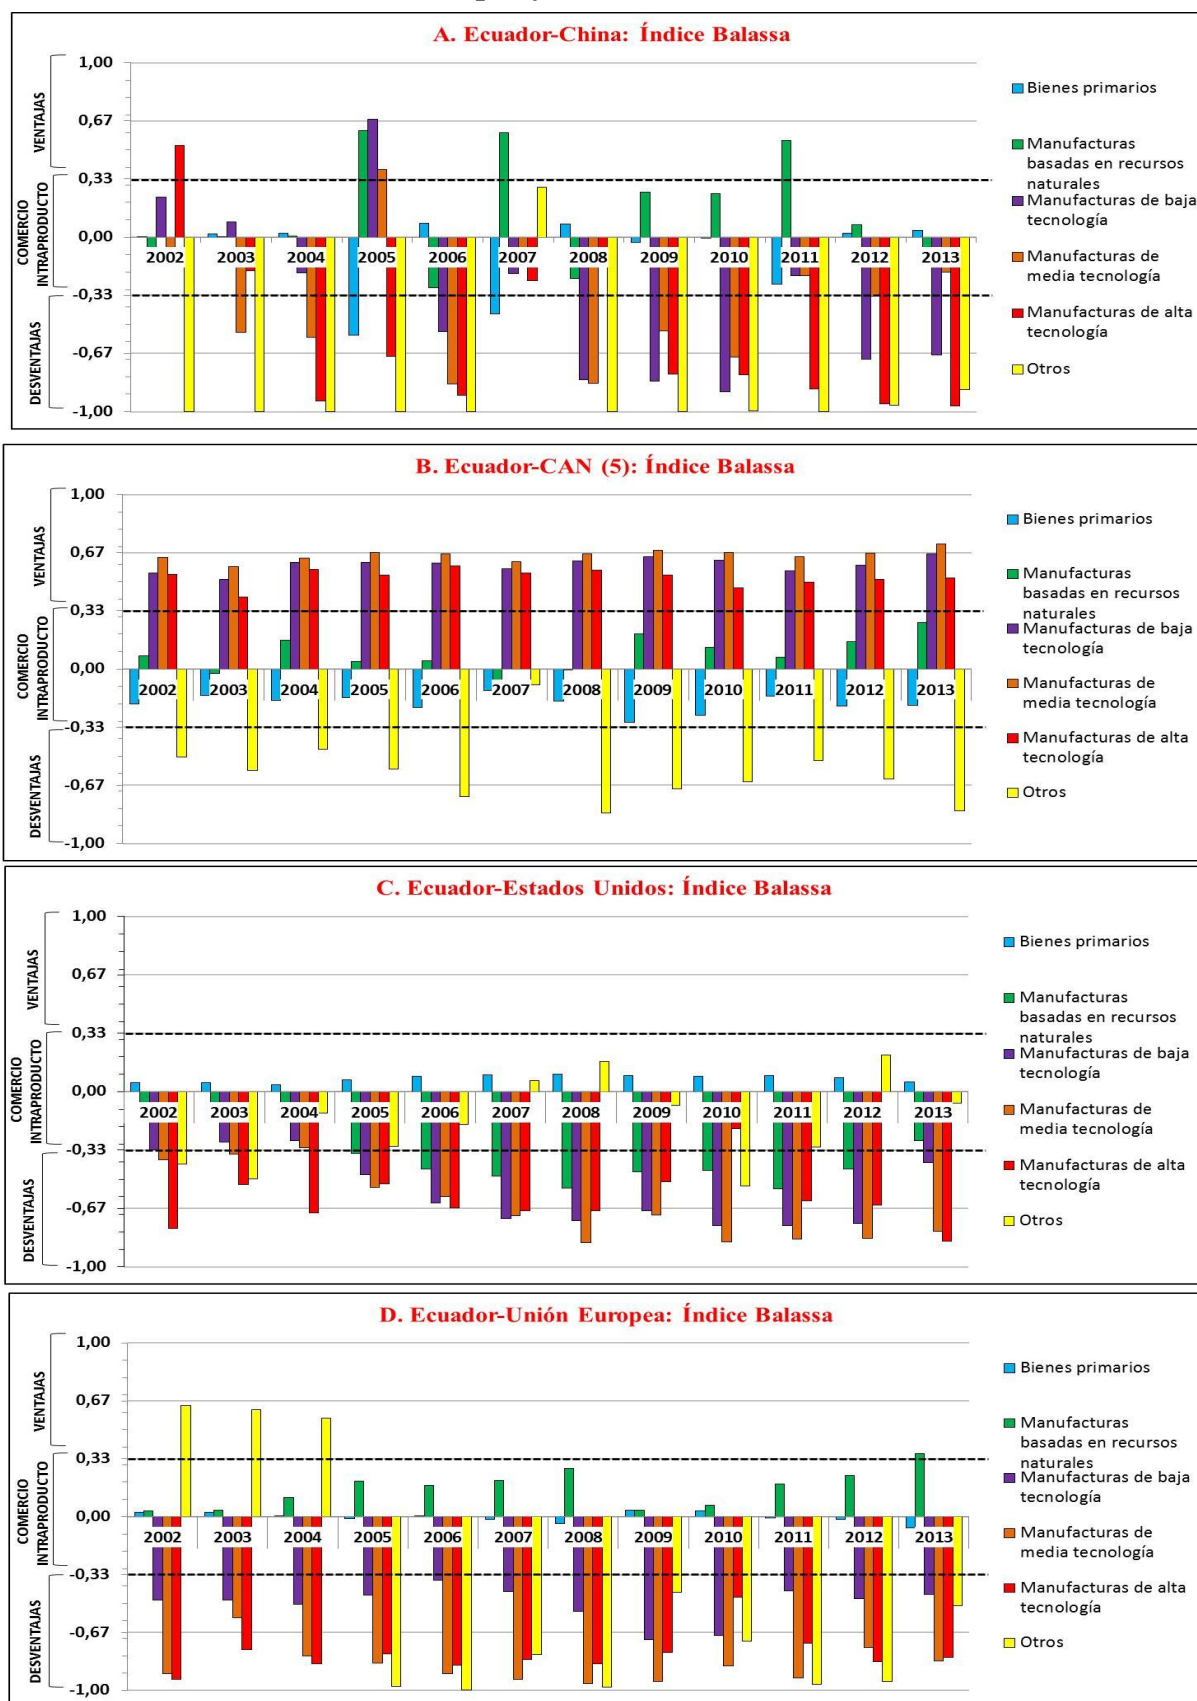 A. Ecuador-China: Índice Balassa
1,00
0,67
0,33
0,00
-0,33
-0,67
-1,00
VENTAJAS
COMERCIO
INTRAPRODUCTO
DESVENTAJAS
2002 2003 2004 2005 2006 2007 2008 2009 2010 2011 2012 2013
Bienes primarios
Manufacturas
basadas en recursos
naturales
Manufacturas de baja
tecnología
Manufacturas de
media tecnología
Manufacturas de alta
tecnología
Otros
B. Ecuador-CAN (5): Índice Balassa
1,00
0,67
0,33
0,00
-0,33
-0,67
-1,00
VENTAJAS
COMERCIO
INTRAPRODUCTO
DESVENTAJAS
2002 2003 2004 2005 2006 2007 2008 2009 2010 2011 2012 2013
Bienes primarios
Manufacturas
basadas en recursos
naturales
Manufacturas de baja
tecnología
Manufacturas de
media tecnología
Manufacturas de alta
tecnología
Otros
C. Ecuador-Estados Unidos: Índice Balassa
1,00
0,67
0,33
0,00
-0,33
-0,67
-1,00
VENTAJAS
COMERCIO
INTRAPRODUCTO
DESVENTAJAS
2002 2003 2004 2005 2006 2007 2008 2009 2010 2011 2012 2013
Bienes primarios
Manufacturas
basadas en recursos
naturales
Manufacturas de baja
tecnología
Manufacturas de
media tecnología
Manufacturas de alta
tecnología
Otros
D. Ecuador-Unión Europea: Índice Balassa
1,00
0,67
0,33
0,00
-0,33
-0,67
-1,00
VENTAJAS
COMERCIO
INTRAPRODUCTO
DESVENTAJAS
2002 2003 2004 2005 2006 2007 2008 2009 2010 2011 2012 2013
Bienes primarios
Manufacturas
basadas en recursos
naturales
Manufacturas de baja
tecnología
Manufacturas de
media tecnología
Manufacturas de alta
tecnología
Otros